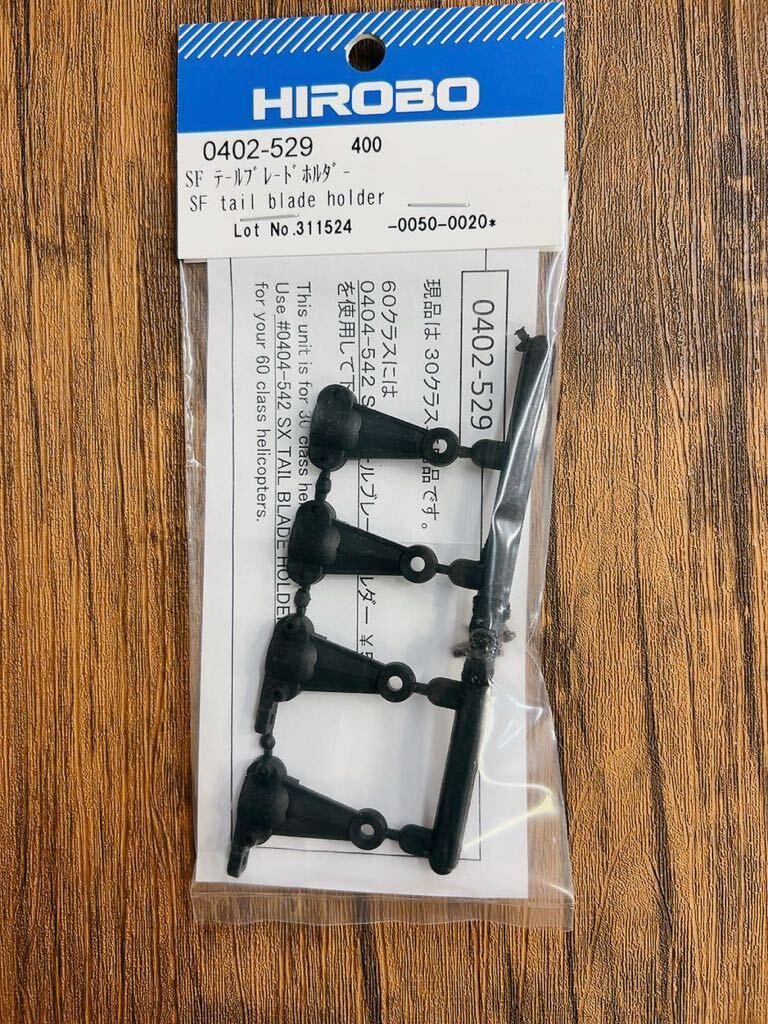 HIROBO
0402-529 400
SF テールブレードホルダー
SF tail blade holder
Lot No.311524 -0050-0020*
0402-529
現品は 30クラス 品です。
60クラスには
0404-542 S ールブレー ルダー ¥
を使用して下
This unit is for 30 class he
Use #0404-542 SX TAIL BLADE HOLDE
for your 60 class helicopters.